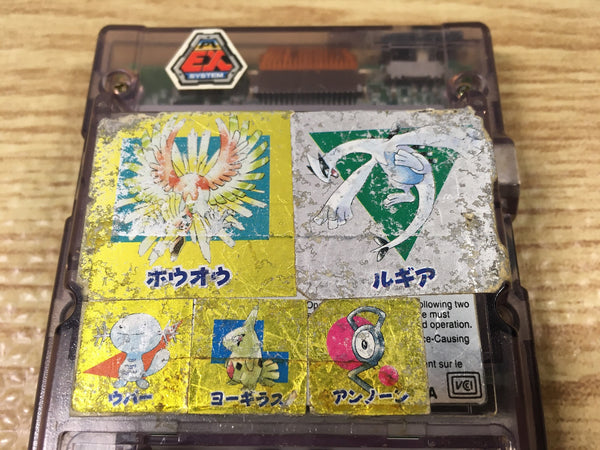 EX
SYSTEM
ホウオウ
ルギア
ウパー
ヨーギラス
アンノーン
following two
must
operation.
ce-Causing
sur le
A
VCCI